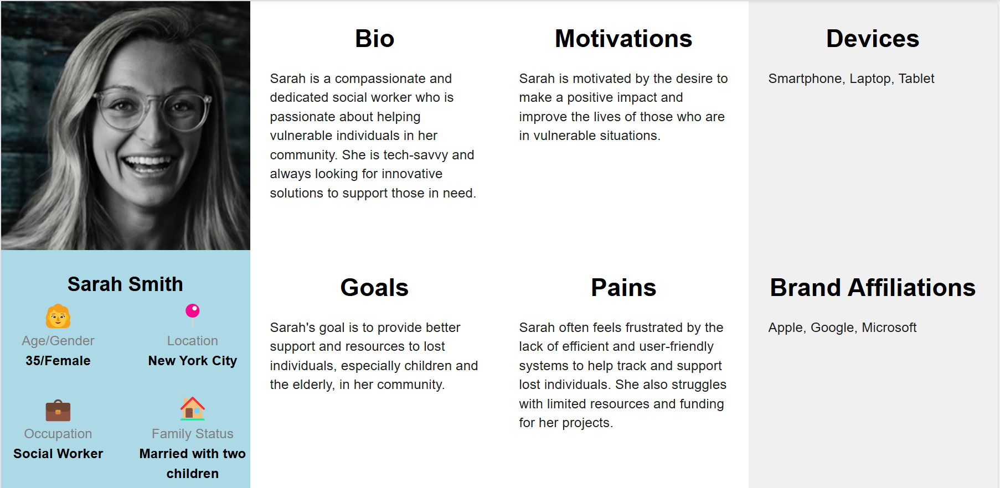 Bio
Sarah is a compassionate and
dedicated social worker who is
passionate about helping
vulnerable individuals in her
community. She is tech-savvy and
always looking for innovative
solutions to support those in need.
Motivations
Sarah is motivated by the desire to
make a positive impact and
improve the lives of those who are
in vulnerable situations.
Devices
Smartphone, Laptop, Tablet
Sarah Smith
Age/Gender
35/Female
Location
New York City
Occupation
Social Worker
Family Status
Married with two
children
Goals
Sarah's goal is to provide better
support and resources to lost
individuals, especially children and
the elderly, in her community.
Pains
Sarah often feels frustrated by the
lack of efficient and user-friendly
systems to help track and support
lost individuals. She also struggles
with limited resources and funding
for her projects.
Brand Affiliations
Apple, Google, Microsoft